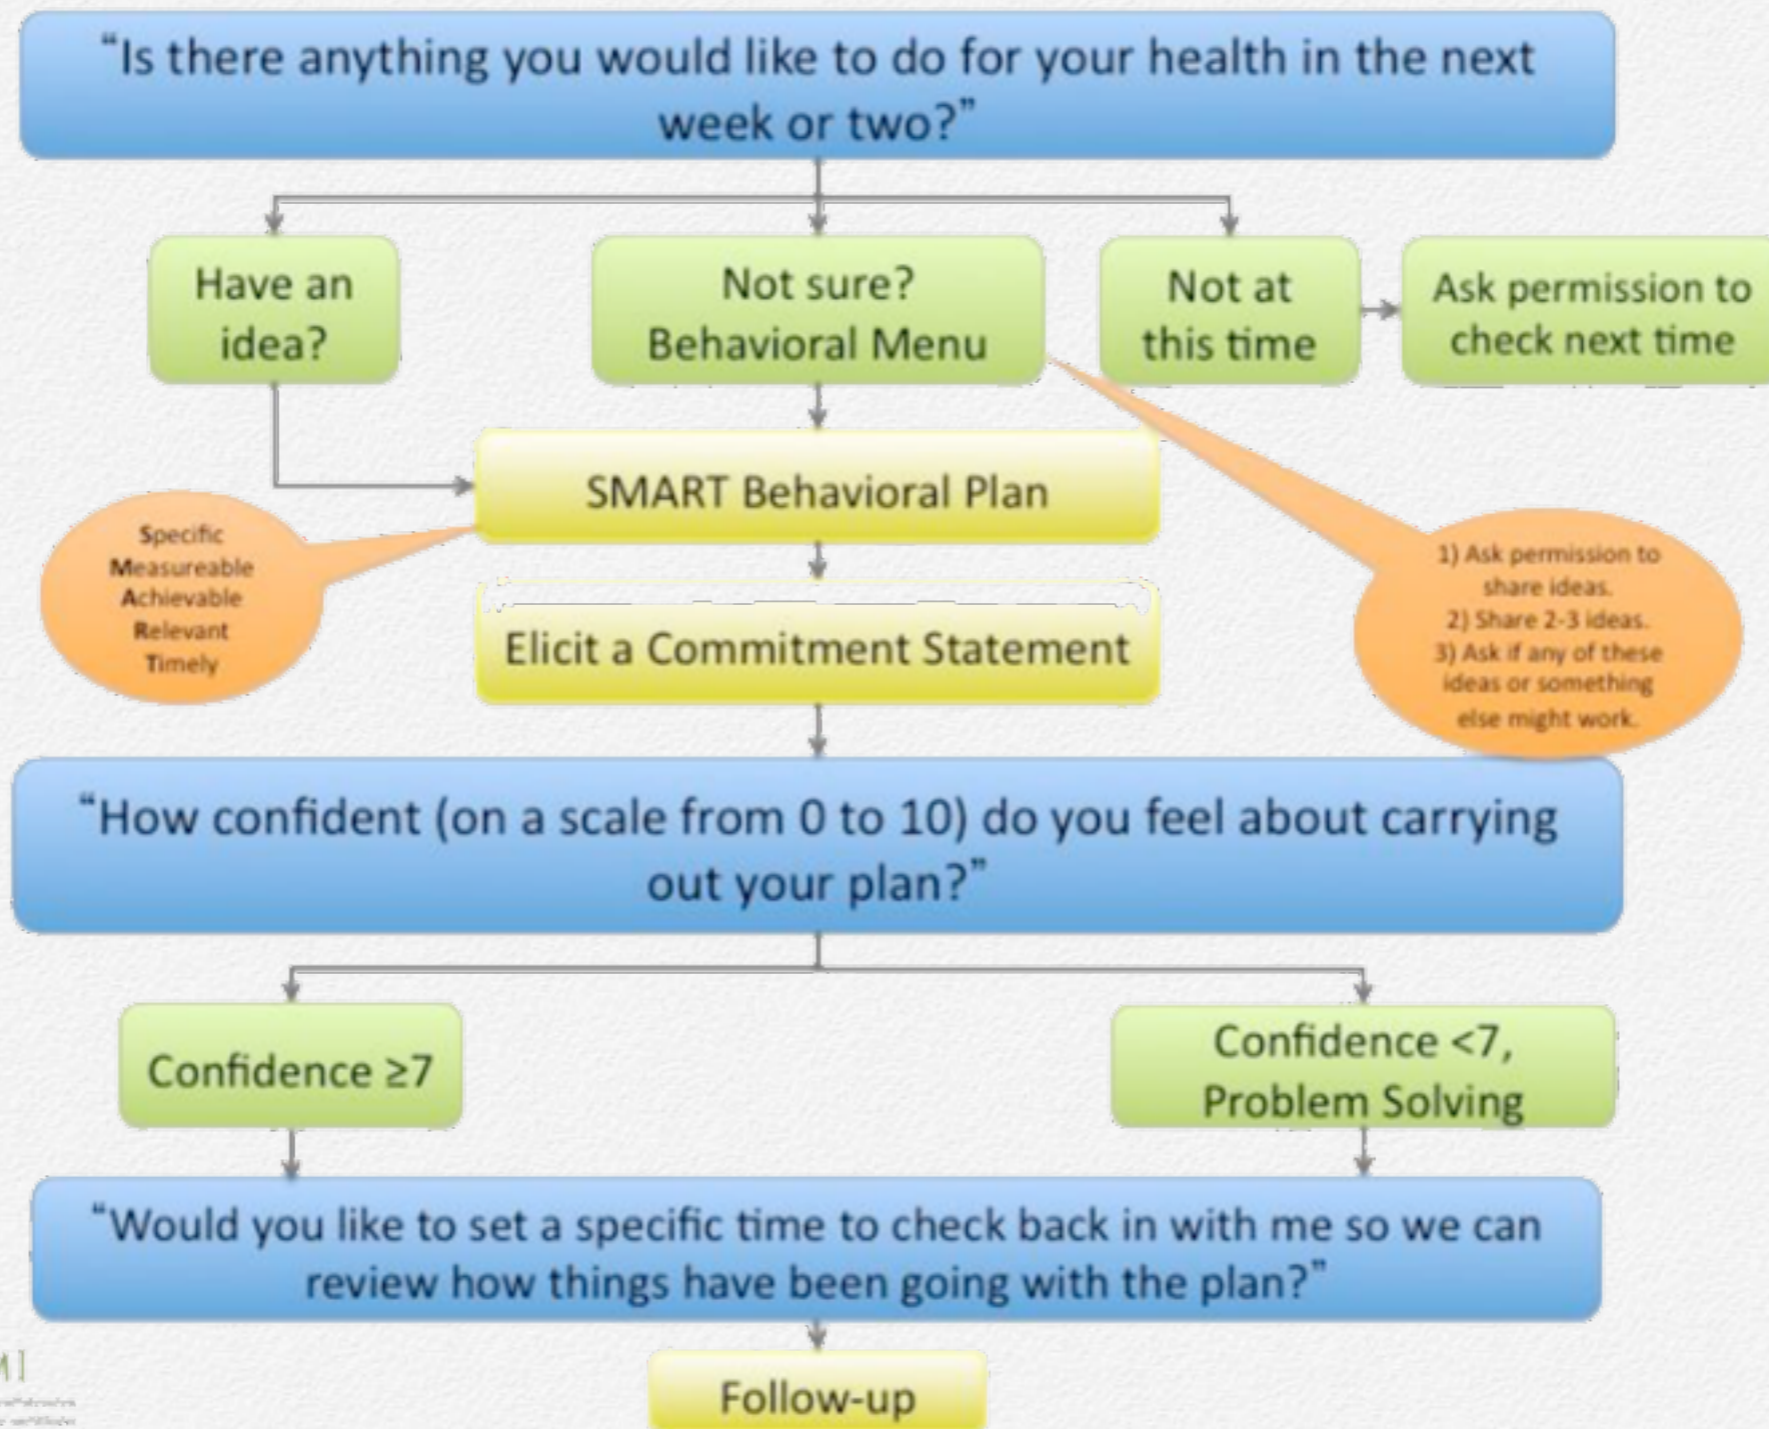 “Is there anything you would like to do for your health in the next
week or two?”
Have an
idea?
Not sure?
Behavioral Menu
Not at
this time
Ask permission to
check next time
SMART Behavioral Plan
Specific
Measureable
Achievable
Relevant
Timely
Elicit a Commitment Statement
1) Ask permission to
share ideas.
2) Share 2-3 ideas.
3) Ask if any of these
ideas or something
else might work.
“How confident (on a scale from 0 to 10) do you feel about carrying
out your plan?”
Confidence ≥7
Confidence <7,
Problem Solving
“Would you like to set a specific time to check back in with me so we can
review how things have been going with the plan?”
Follow-up